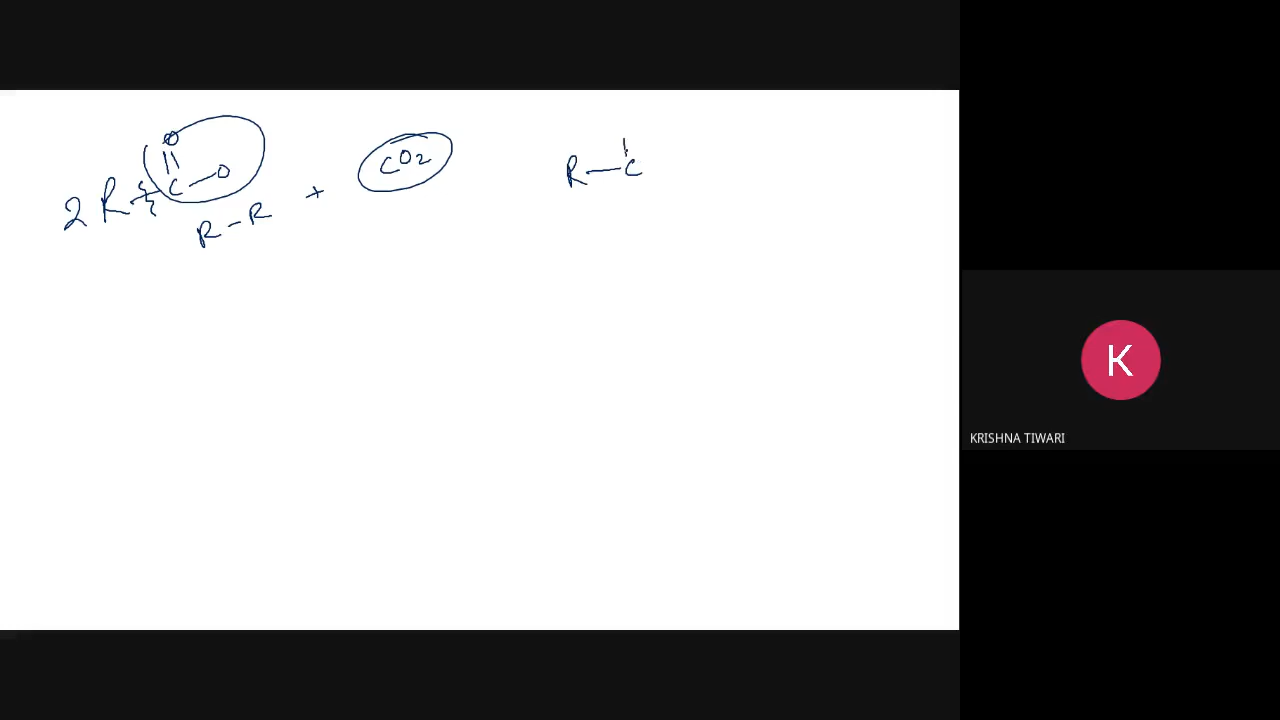 O
||
2 R - C - O + CO2
R - R
R - C
K
KRISHNA TIWARI